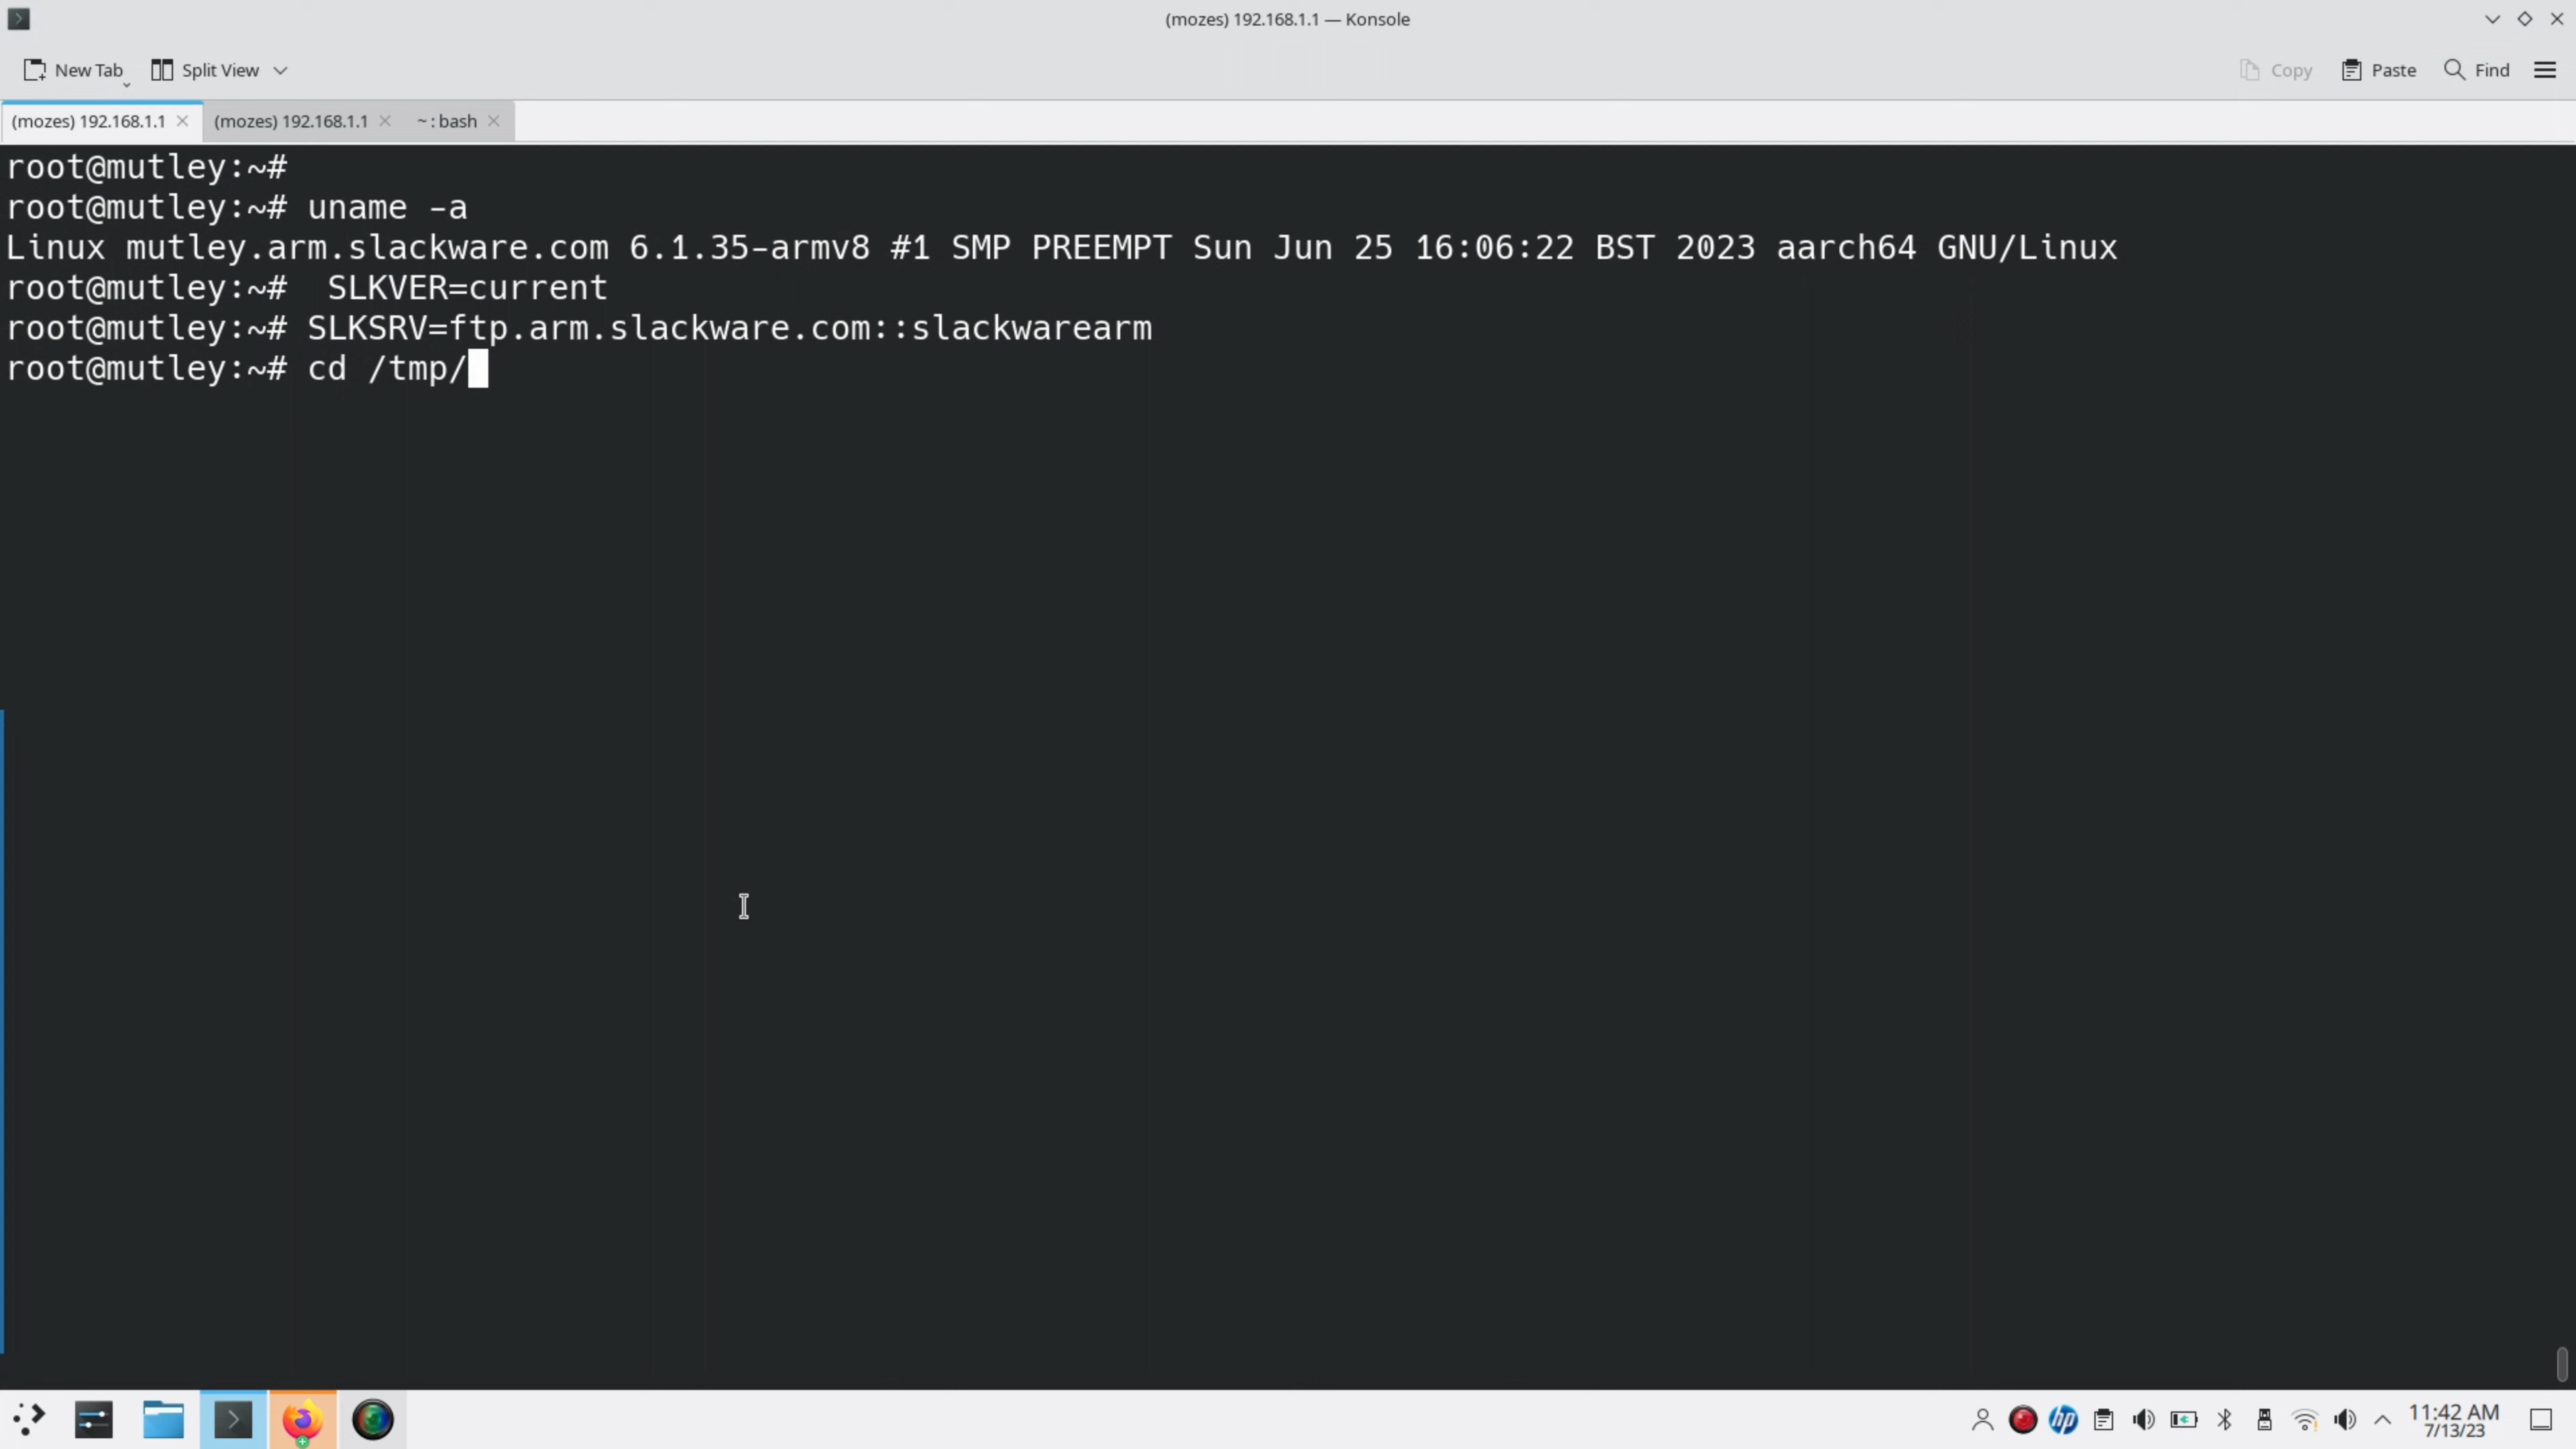 (mozes) 192.168.1.1 — Konsole
New Tab Split View Copy Paste Find
(mozes) 192.168.1.1 (mozes) 192.168.1.1 ~ : bash
root@mutley:~#
root@mutley:~# uname -a
Linux mutley.arm.slackware.com 6.1.35-armv8 #1 SMP PREEMPT Sun Jun 25 16:06:22 BST 2023 aarch64 GNU/Linux
root@mutley:~#  SLKVER=current
root@mutley:~# SLKSRV=ftp.arm.slackware.com::slackwarearm
root@mutley:~# cd /tmp/
hp 11:42 AM
7/13/23